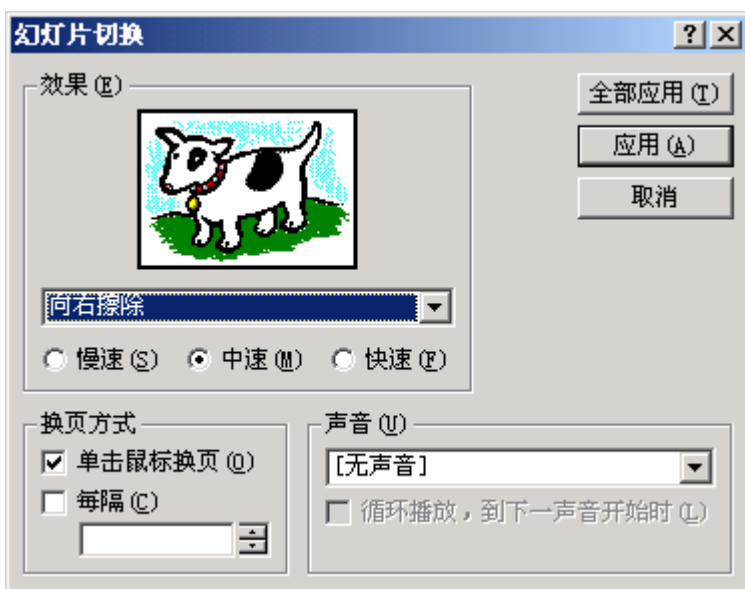 幻灯片切换
效果(E)
全部应用(T)
应用(A)
取消
向右擦除
慢速(S) 中速(M) 快速(F)
换页方式
单击鼠标换页(O)
每隔(C)
声音(U)
[无声音]
循环播放，到下一声音开始时(L)